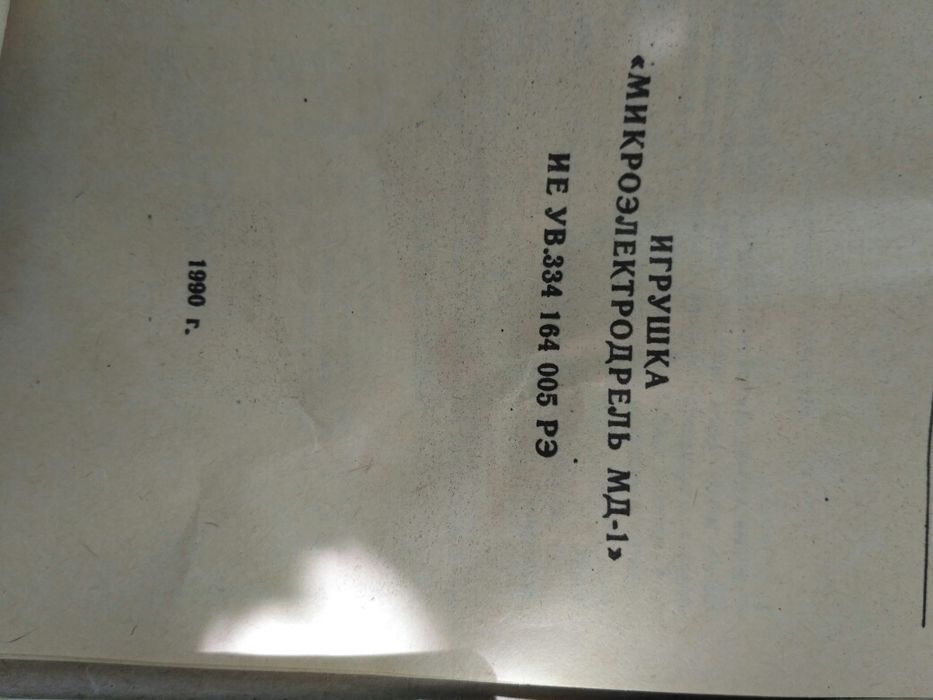 ИГРУШКА
«МИКРОЭЛЕКТРОДРЕЛЬ МД-1»
ИЕ УВ.334 164 005 РЭ
1990 г.